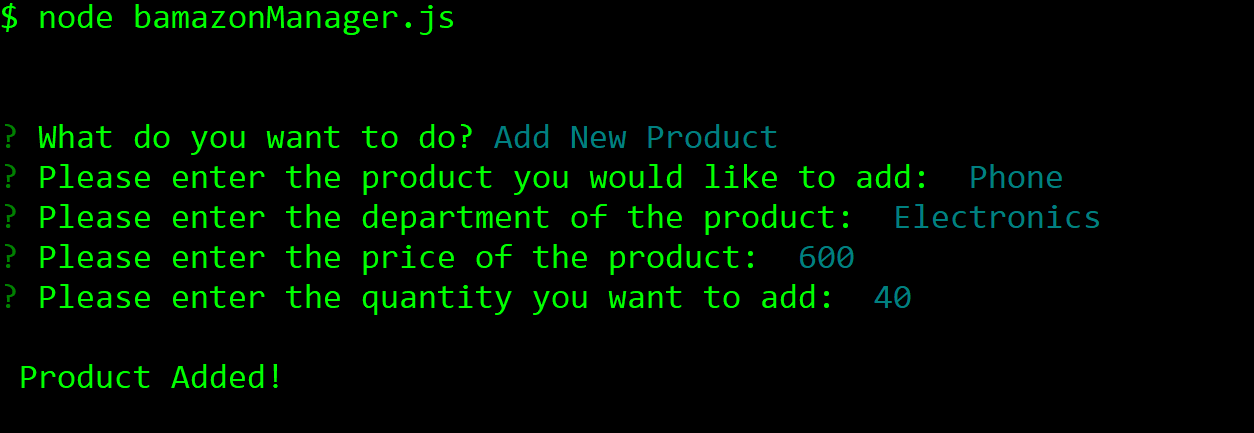 $ node bamazonManager.js
? What do you want to do? Add New Product
? Please enter the product you would like to add:  Phone
? Please enter the department of the product:  Electronics
? Please enter the price of the product:  600
? Please enter the quantity you want to add:  40
Product Added!